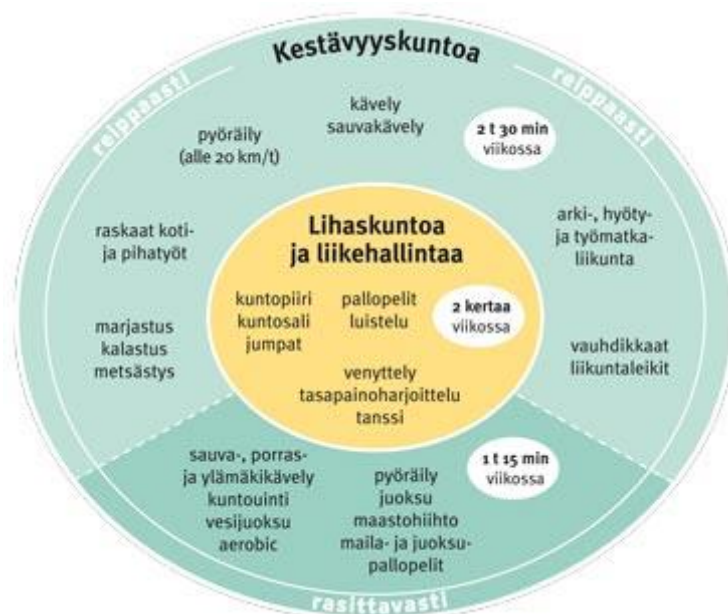 Kestävyyskuntoa
reippaasti
reippaasti
kävely
sauvakävely
2 t 30 min
viikossa
pyöräily
(alle 20 km/t)
raskaat koti-
ja pihatyöt
arki-, hyöty-
ja työmatka-
liikunta
marjastus
kalastus
metsästys
vauhdikkaat
liikuntaleikit
Lihaskuntoa
ja liikehallintaa
kuntopiiri
kuntosali
jumpat
pallopelit
luistelu
2 kertaa
viikossa
venyttely
tasapainoharjoittelu
tanssi
sauva-, porras-
ja ylämäkikävely
kuntouinti
vesijuoksu
aerobic
pyöräily
juoksu
maastohiihto
maila- ja juoksu-
pallopelit
1 t 15 min
viikossa
rasittavasti